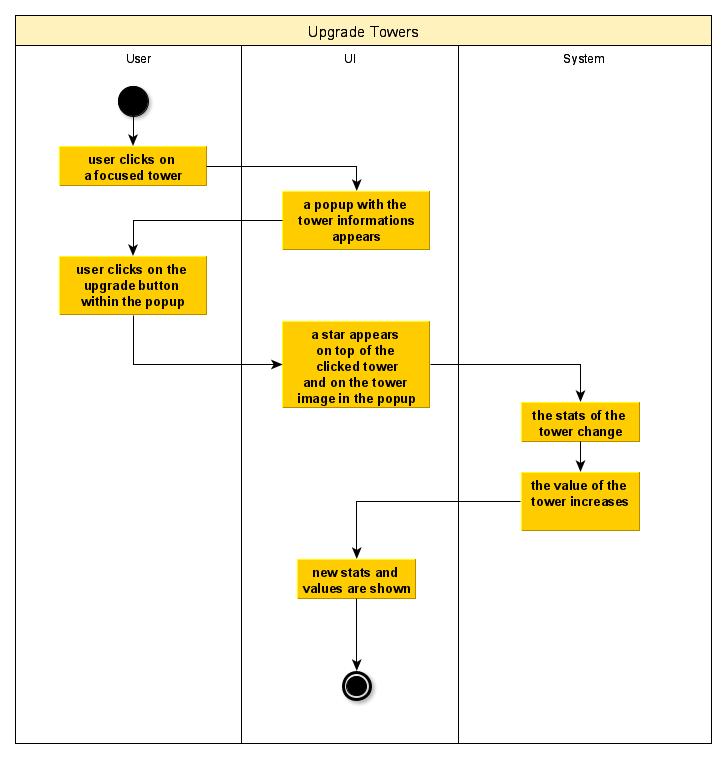 Upgrade Towers
User
UI
System
user clicks on
a focused tower
a popup with the
tower informations
appears
user clicks on the
upgrade button
within the popup
a star appears
on top of the
clicked tower
and on the tower
image in the popup
the stats of the
tower change
the value of the
tower increases
new stats and
values are shown